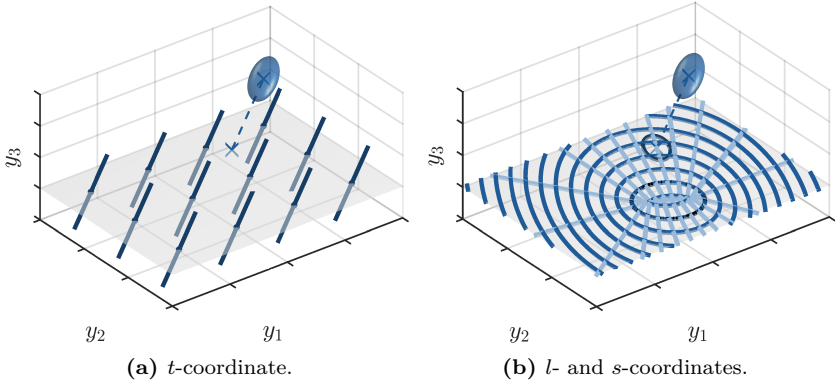 y₃
y₂
y₁
(a) t-coordinate.
y₃
y₂
y₁
(b) l- and s-coordinates.